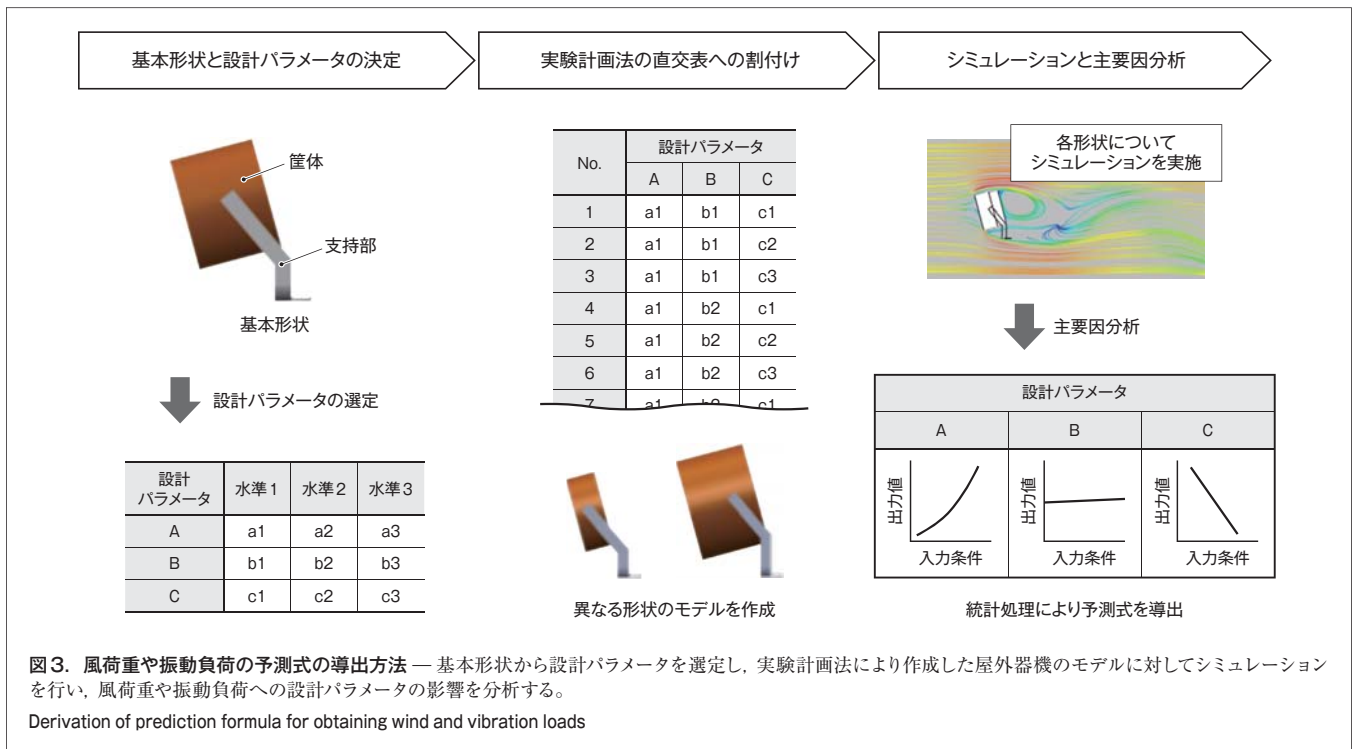 基本形状と設計パラメータの決定
実験計画法の直交表への割付け
シミュレーションと主要因分析
筐体
支持部
基本形状
設計パラメータの選定
設計
パラメータ 水準1 水準2 水準3
A a1 a2 a3
B b1 b2 b3
C c1 c2 c3
No. 設計パラメータ
A B C
1 a1 b1 c1
2 a1 b1 c2
3 a1 b1 c3
4 a1 b2 c1
5 a1 b2 c2
6 a1 b2 c3
7 a1 b2 c1
異なる形状のモデルを作成
各形状について
シミュレーションを実施
主要因分析
設計パラメータ
A B C
出力値 出力値 出力値
入力条件 入力条件 入力条件
統計処理により予測式を導出
図3. 風荷重や振動負荷の予測式の導出方法 — 基本形状から設計パラメータを選定し，実験計画法により作成した屋外器機のモデルに対してシミュレーション
を行い，風荷重や振動負荷への設計パラメータの影響を分析する。
Derivation of prediction formula for obtaining wind and vibration loads